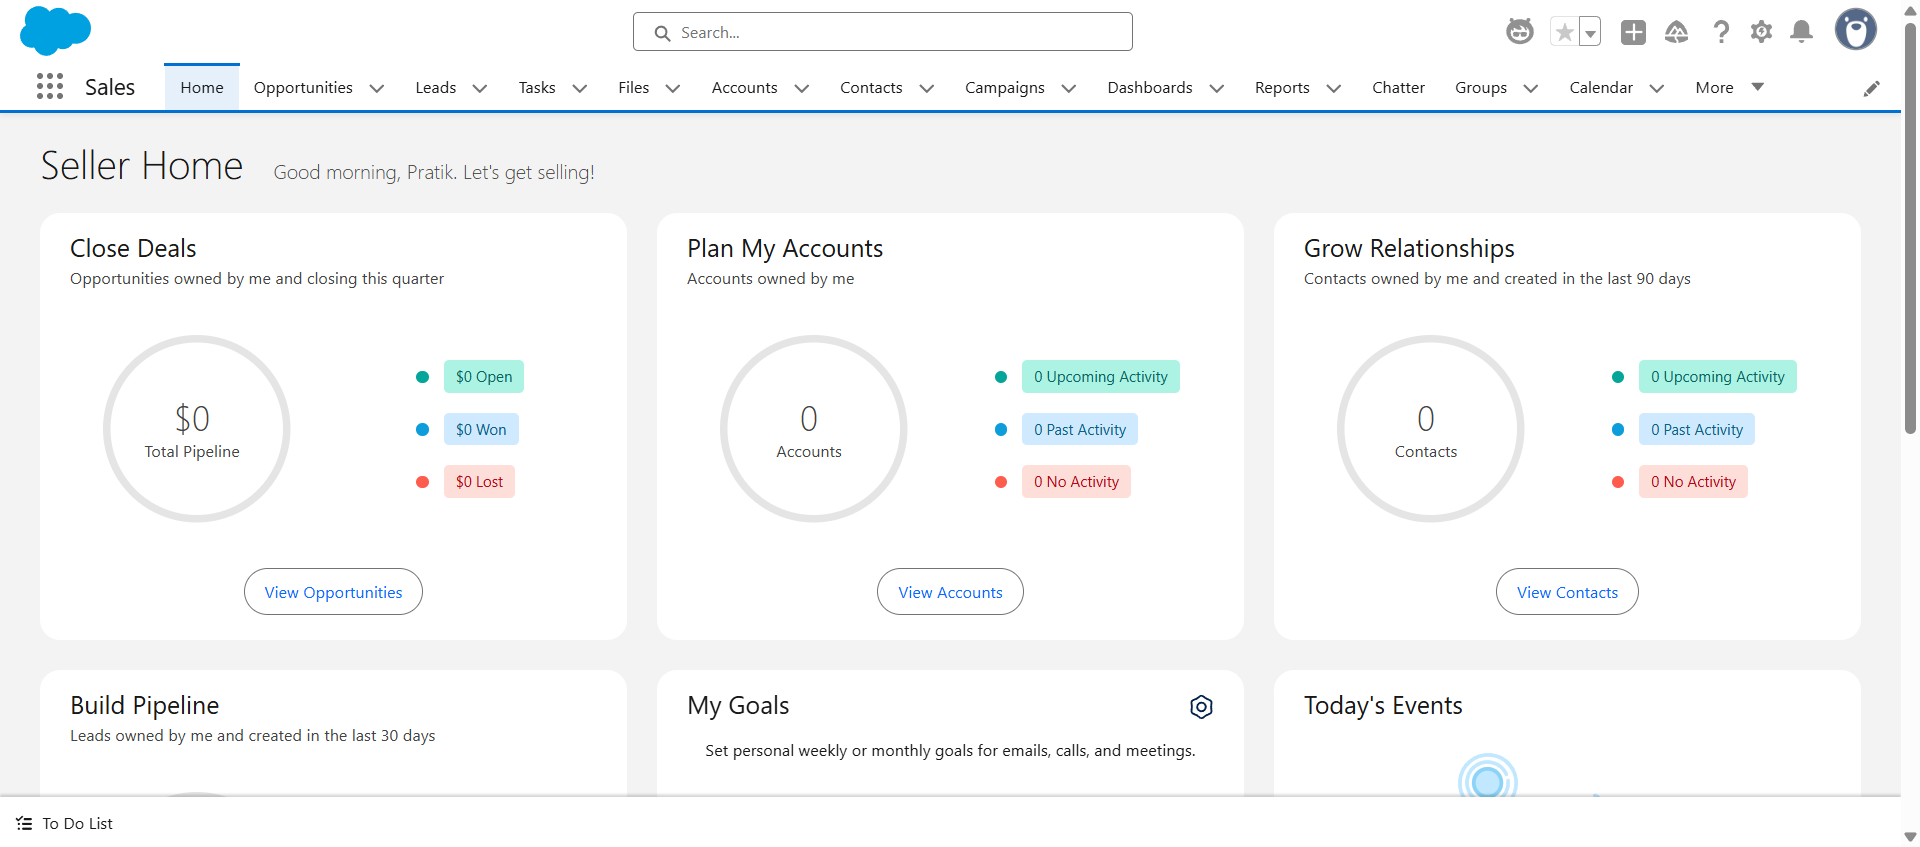 Search...
Sales
Home
Opportunities
Leads
Tasks
Files
Accounts
Contacts
Campaigns
Dashboards
Reports
Chatter
Groups
Calendar
More
Seller Home
Good morning, Pratik. Let's get selling!
Close Deals
Opportunities owned by me and closing this quarter
$0
Total Pipeline
$0 Open
$0 Won
$0 Lost
View Opportunities
Plan My Accounts
Accounts owned by me
0
Accounts
0 Upcoming Activity
0 Past Activity
0 No Activity
View Accounts
Grow Relationships
Contacts owned by me and created in the last 90 days
0
Contacts
0 Upcoming Activity
0 Past Activity
0 No Activity
View Contacts
Build Pipeline
Leads owned by me and created in the last 30 days
My Goals
Set personal weekly or monthly goals for emails, calls, and meetings.
Today's Events
To Do List